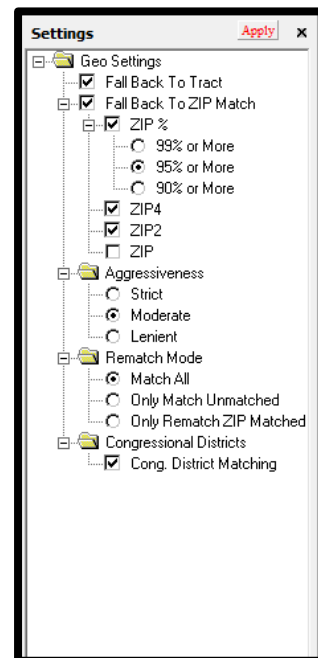 Settings Apply x
Geo Settings
Fall Back To Tract
Fall Back To ZIP Match
ZIP %
99% or More
95% or More
90% or More
ZIP4
ZIP2
ZIP
Aggressiveness
Strict
Moderate
Lenient
Rematch Mode
Match All
Only Match Unmatched
Only Rematch ZIP Matched
Congressional Districts
Cong. District Matching